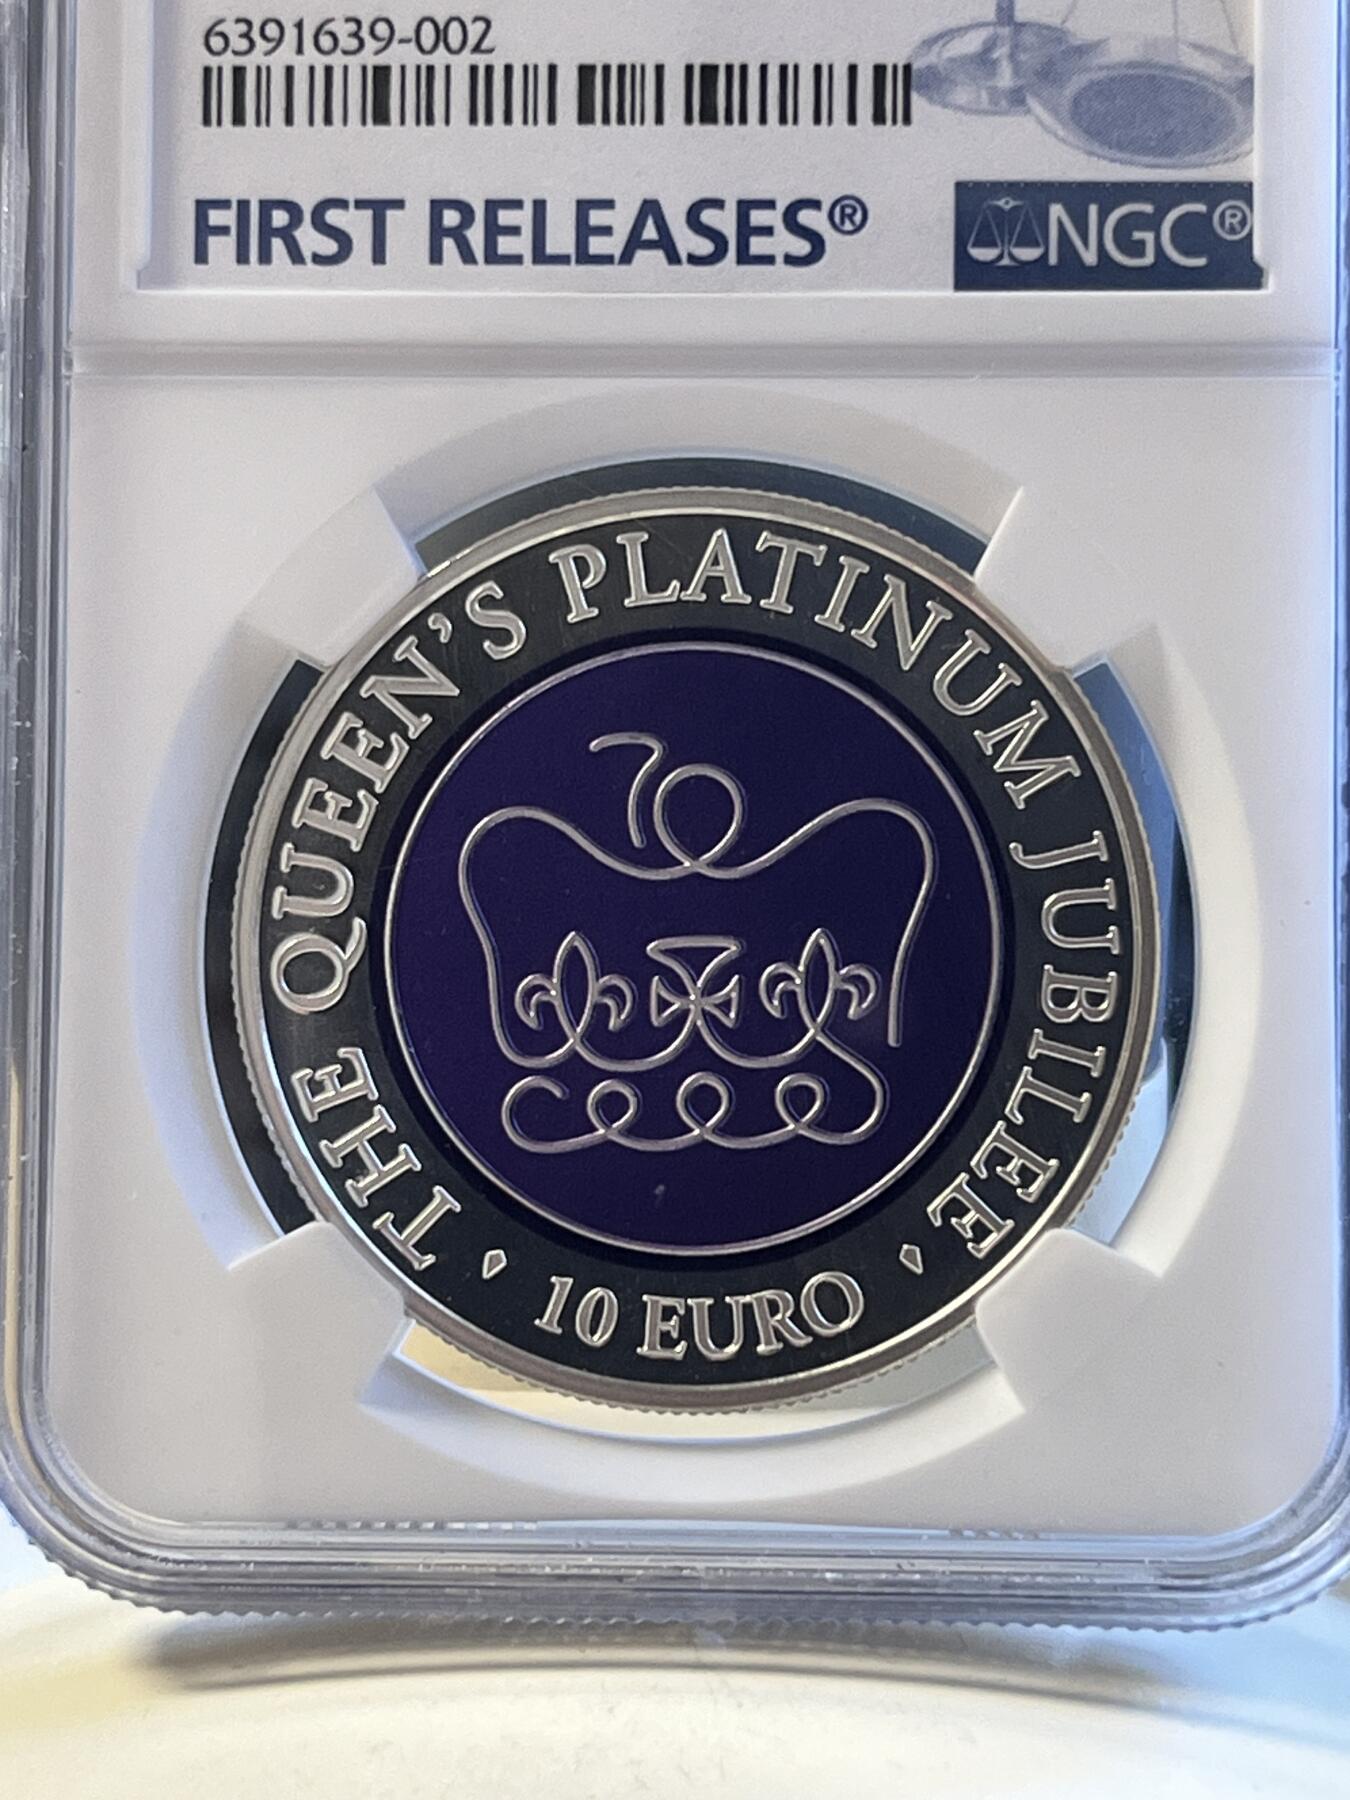 6391639-002
FIRST RELEASES®
NGC®
THE QUEEN'S PLATINUM JUBILEE
70
• 10 EURO •